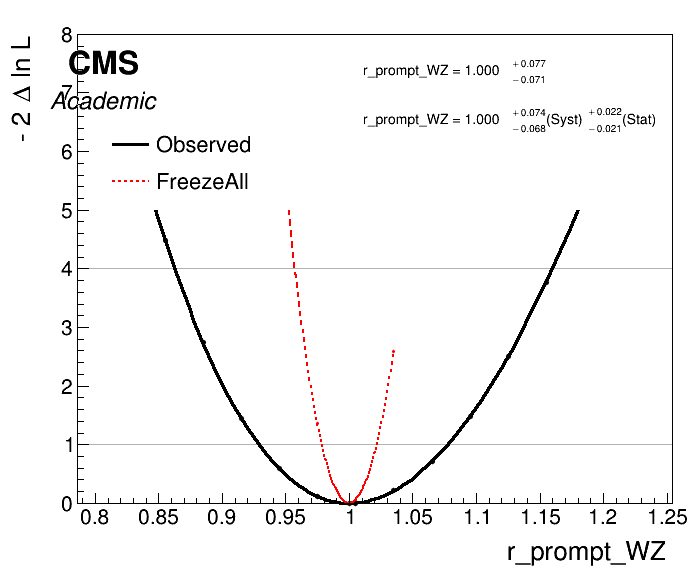 8
CMS
7
Academic
- 2 Δ ln L
r_prompt_WZ = 1.000 +0.077
−0.071
r_prompt_WZ = 1.000 +0.074 (Syst) +0.022 (Stat)
−0.068 −0.021
Observed
6
FreezeAll
5
4
3
2
1
0
0.8 0.85 0.9 0.95 1 1.05 1.1 1.15 1.2 1.25
r_prompt_WZ